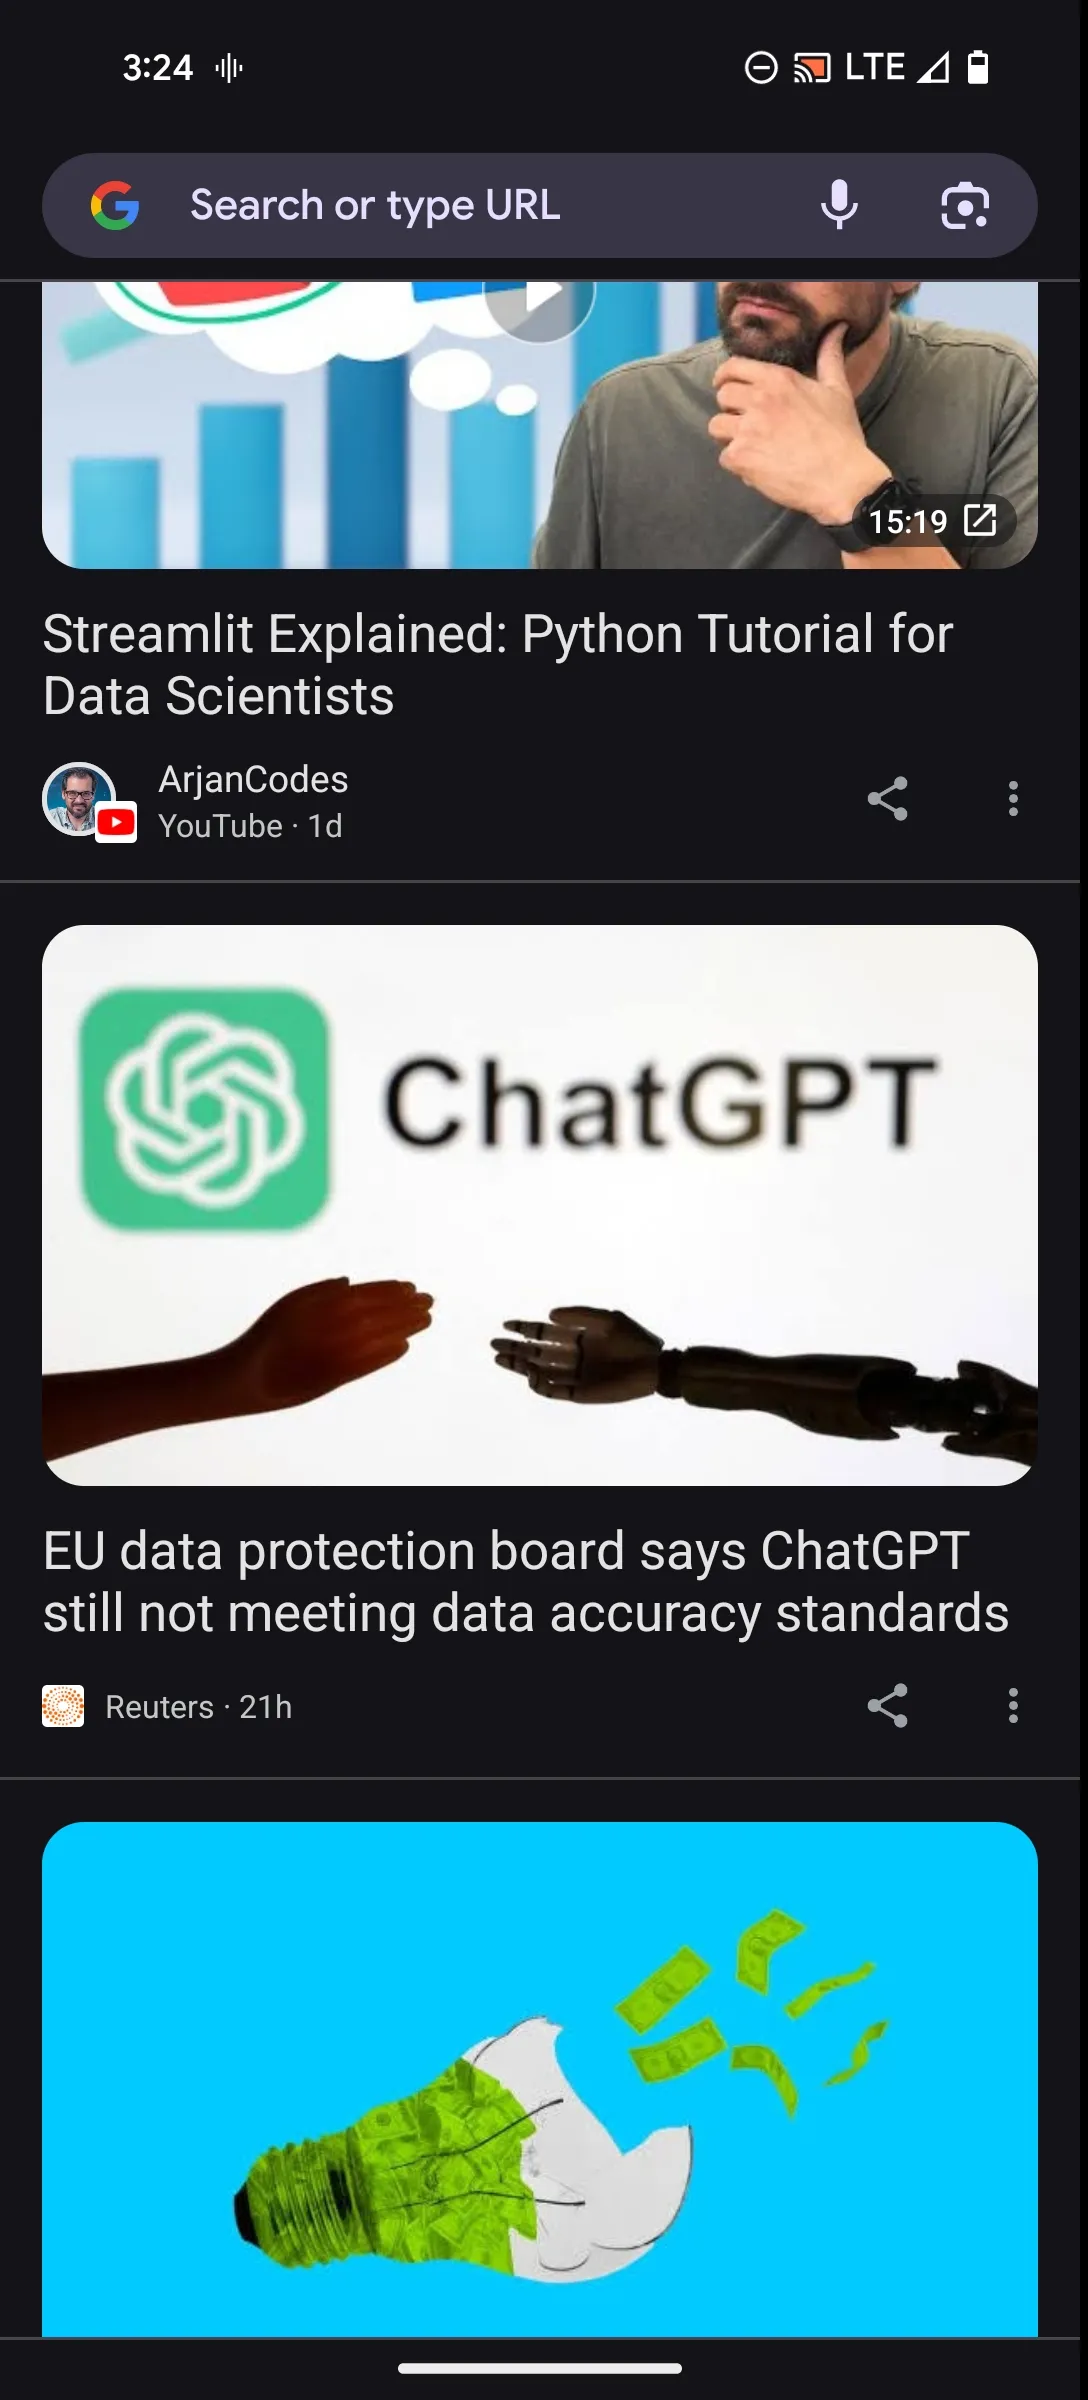 3:24
LTE
Search or type URL
15:19
Streamlit Explained: Python Tutorial for
Data Scientists
ArjanCodes
YouTube · 1d
ChatGPT
EU data protection board says ChatGPT
still not meeting data accuracy standards
Reuters · 21h